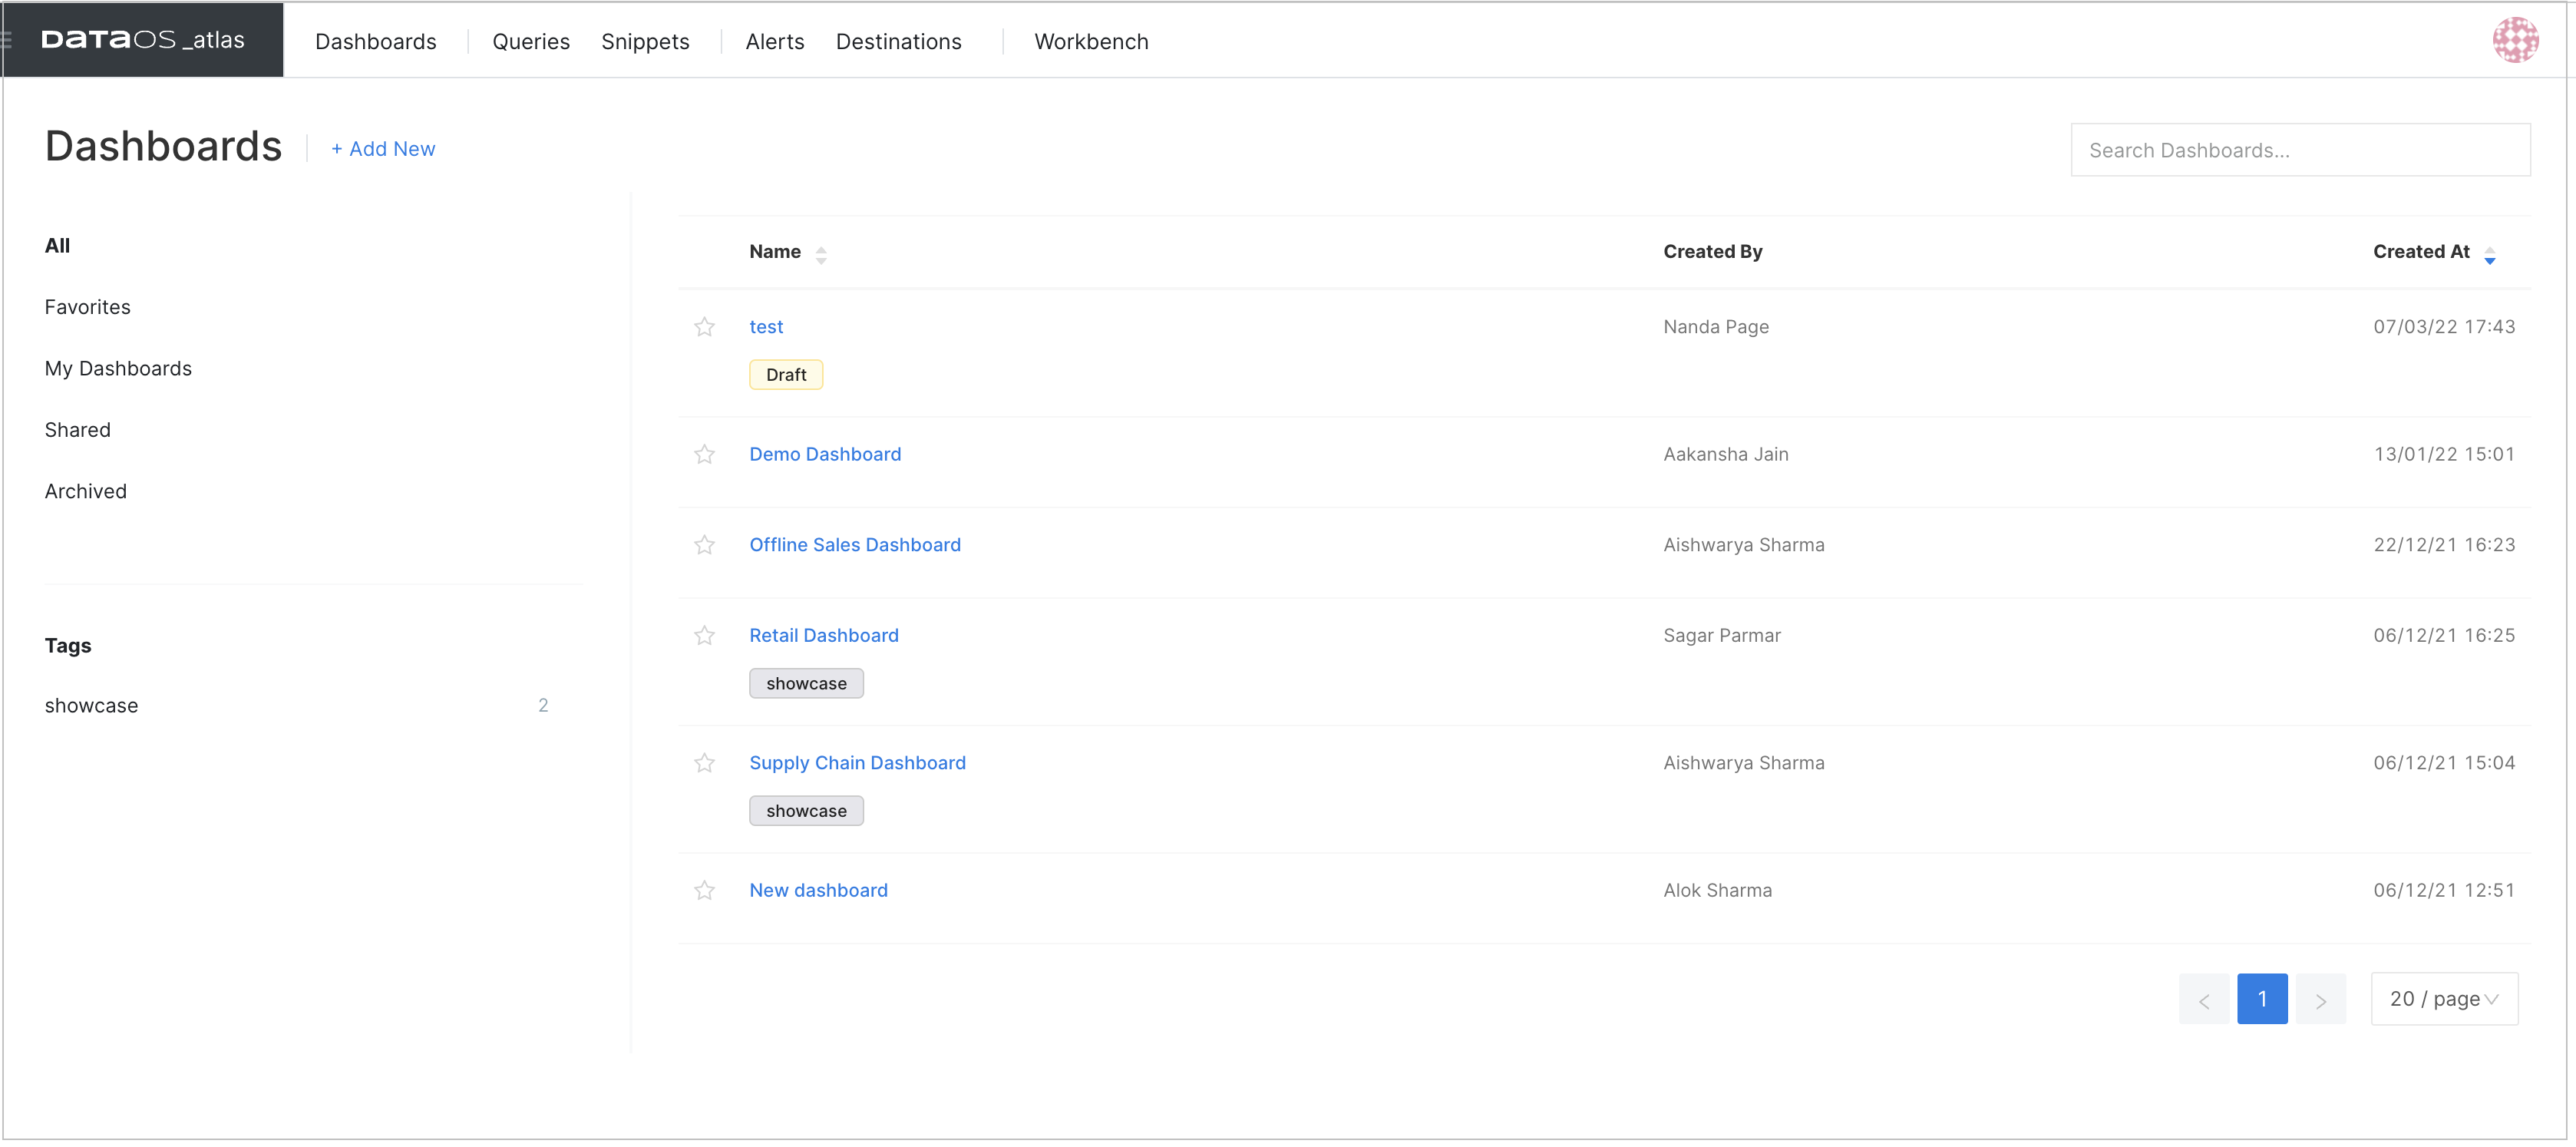 DATAOS _atlas
Dashboards
Queries
Snippets
Alerts
Destinations
Workbench
Dashboards
+ Add New
Search Dashboards...
All
Favorites
My Dashboards
Shared
Archived
Tags
showcase 2
Name Created By Created At
test Nanda Page 07/03/22 17:43
Draft
Demo Dashboard Aakansha Jain 13/01/22 15:01
Offline Sales Dashboard Aishwarya Sharma 22/12/21 16:23
Retail Dashboard Sagar Parmar 06/12/21 16:25
showcase
Supply Chain Dashboard Aishwarya Sharma 06/12/21 15:04
showcase
New dashboard Alok Sharma 06/12/21 12:51
< 1 > 20 / page